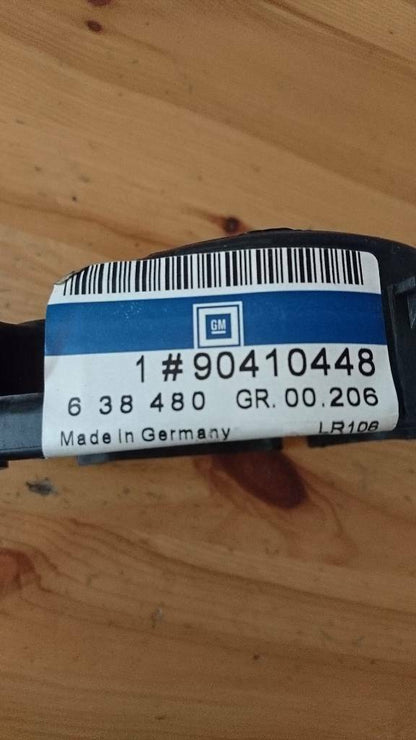 GM
1 # 90410448
6 38 480 GR. 00.206
Made in Germany LR106